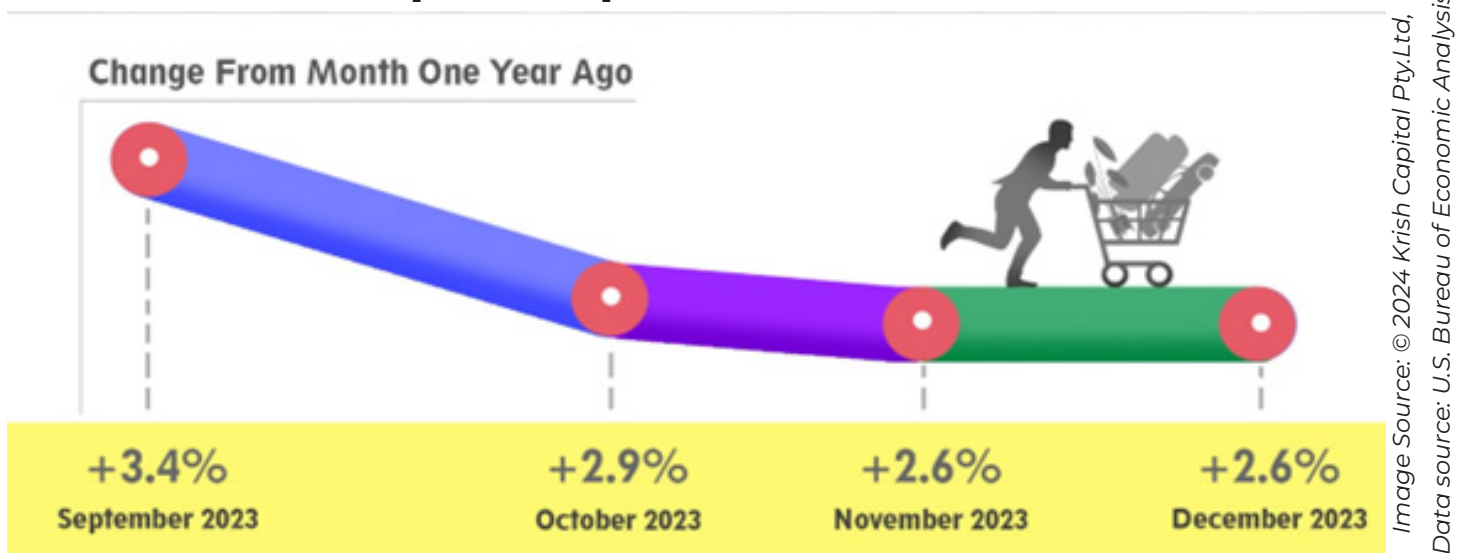 Change From Month One Year Ago
+3.4%
September 2023
+2.9%
October 2023
+2.6%
November 2023
+2.6%
December 2023
Image Source: © 2024 Krish Capital Pty.Ltd,
Data source: U.S. Bureau of Economic Analysis